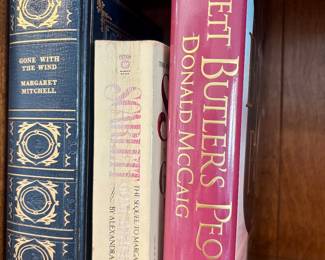 GONE WITH
THE WIND
MARGARET
MITCHELL
SCARLETT
THE SEQUEL TO MARGA
BY ALEXANDRA
ETT BUTLER'S PEO
DONALD MCCAIG